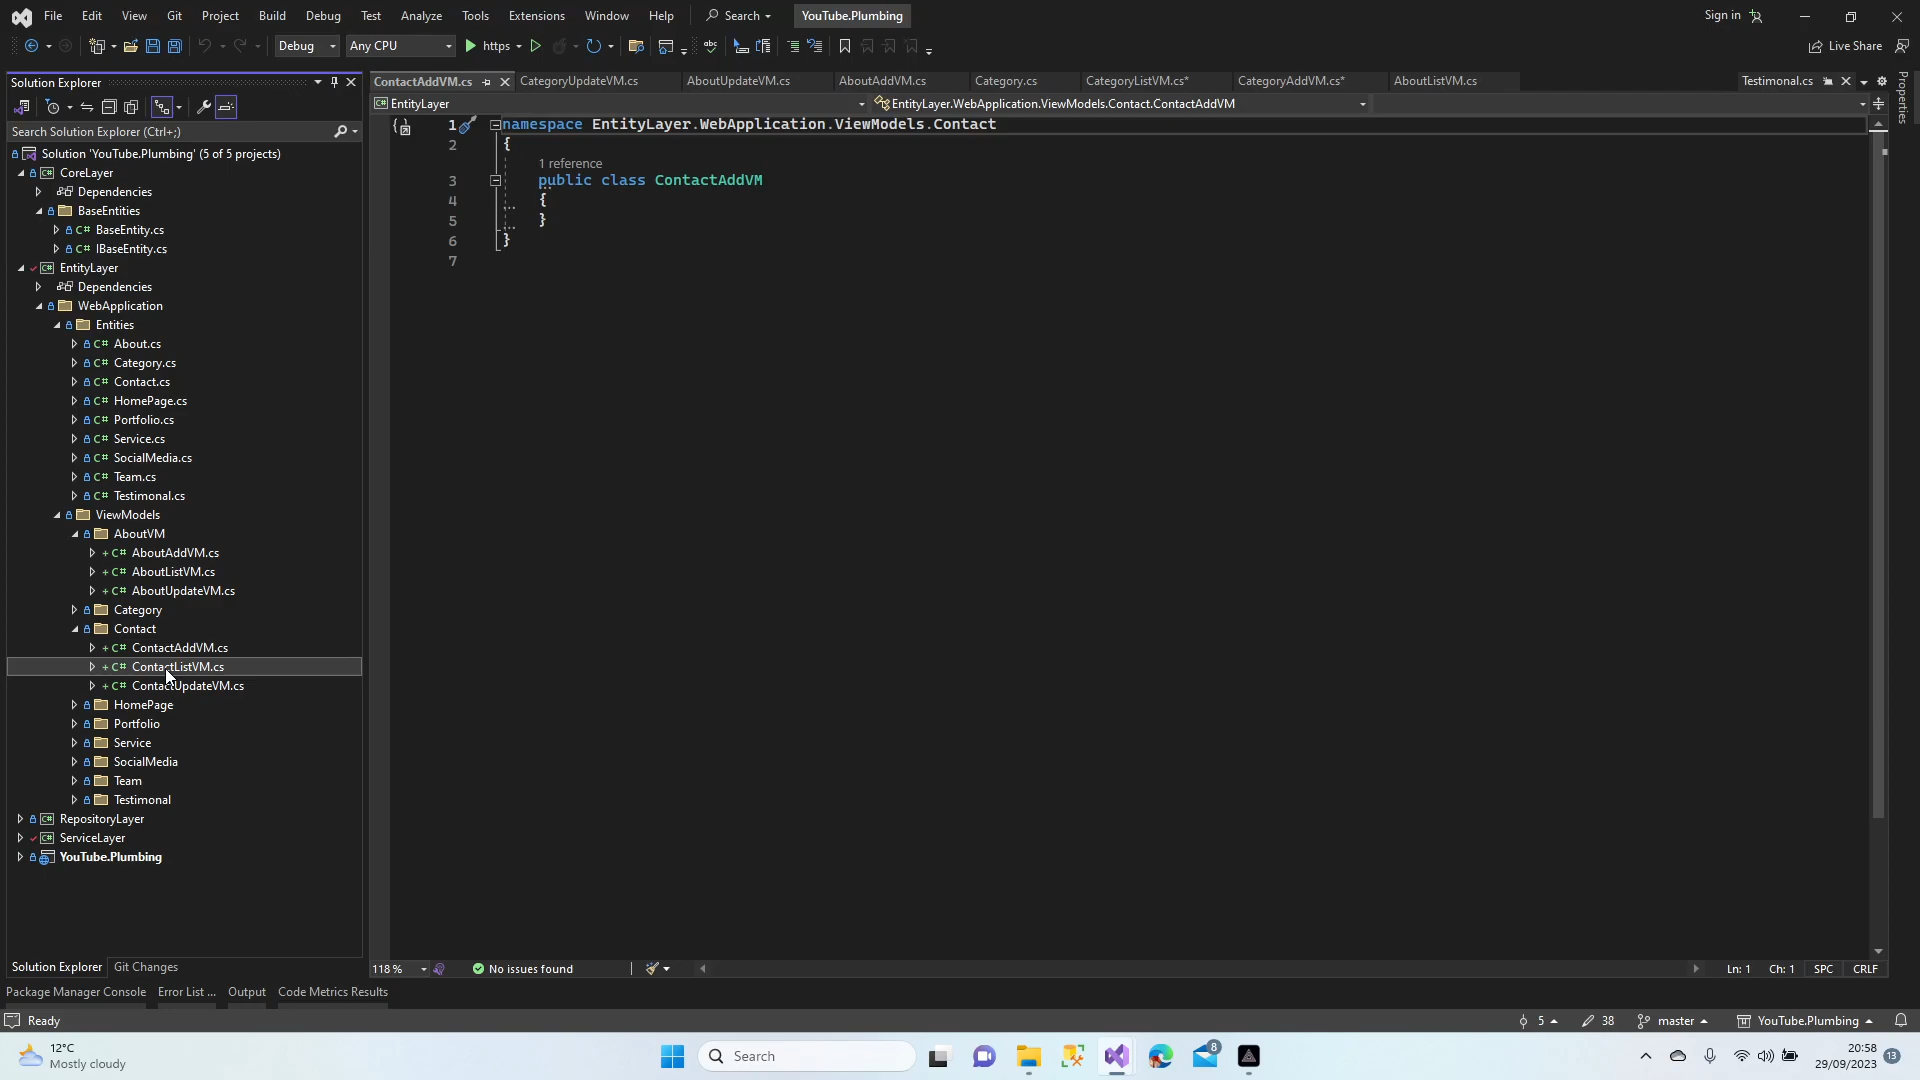 File Edit View Git Project Build Debug Test Analyze Tools Extensions Window Help Search YouTube.Plumbing Sign in
Debug Any CPU https Live Share
Solution Explorer
ContactAddVM.cs CategoryUpdateVM.cs AboutUpdateVM.cs AboutAddVM.cs Category.cs CategoryListVM.cs* CategoryAddVM.cs* AboutListVM.cs Testimonal.cs
Properties
EntityLayer EntityLayer.WebApplication.ViewModels.Contact.ContactAddVM
Search Solution Explorer (Ctrl+;)
Solution 'YouTube.Plumbing' (5 of 5 projects)
CoreLayer
Dependencies
BaseEntities
BaseEntity.cs
IBaseEntity.cs
EntityLayer
Dependencies
WebApplication
Entities
About.cs
Category.cs
Contact.cs
HomePage.cs
Portfolio.cs
Service.cs
SocialMedia.cs
Team.cs
Testimonal.cs
ViewModels
AboutVM
AboutAddVM.cs
AboutListVM.cs
AboutUpdateVM.cs
Category
Contact
ContactAddVM.cs
ContactListVM.cs
ContactUpdateVM.cs
HomePage
Portfolio
Service
SocialMedia
Team
Testimonal
RepositoryLayer
ServiceLayer
YouTube.Plumbing
1 namespace EntityLayer.WebApplication.ViewModels.Contact
2 {
1 reference
3 public class ContactAddVM
4 {
5 }
6 }
7
118 % No issues found Ln: 1 Ch: 1 SPC CRLF
Solution Explorer Git Changes
Package Manager Console Error List ... Output Code Metrics Results
Ready 5 38 master YouTube.Plumbing
12°C
Mostly cloudy
Search
8
20:58
29/09/2023
13